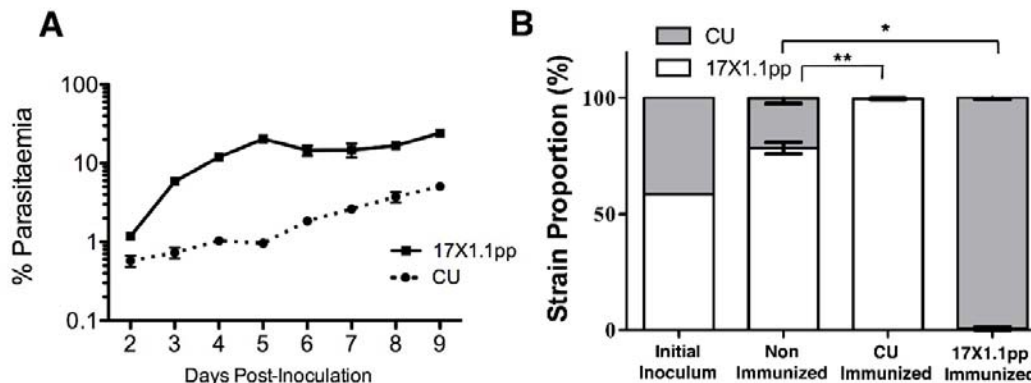 A
% Parasitaemia
100
10
1
0.1
2 3 4 5 6 7 8 9
Days Post-Inoculation
17X1.1pp
CU
B
CU
17X1.1pp
*
**
Strain Proportion (%)
100
50
0
Initial Inoculum
Non Immunized
CU Immunized
17X1.1pp Immunized